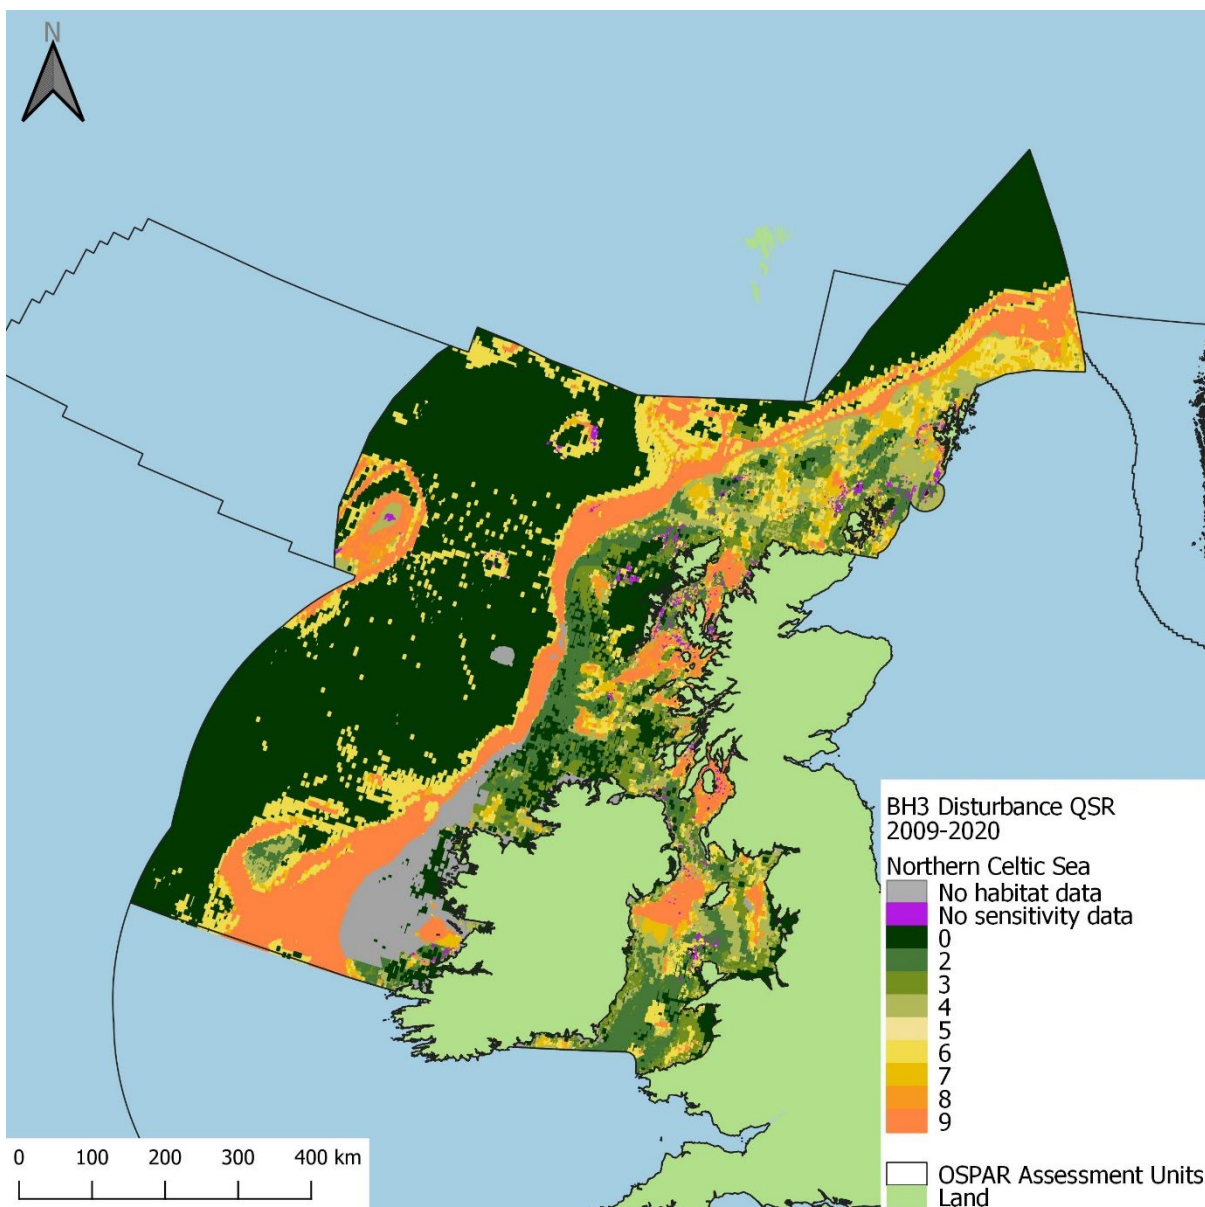 N
BH3 Disturbance QSR
2009-2020
Northern Celtic Sea
No habitat data
No sensitivity data
0
2
3
4
5
6
7
8
9
OSPAR Assessment Units
Land
0 100 200 300 400 km